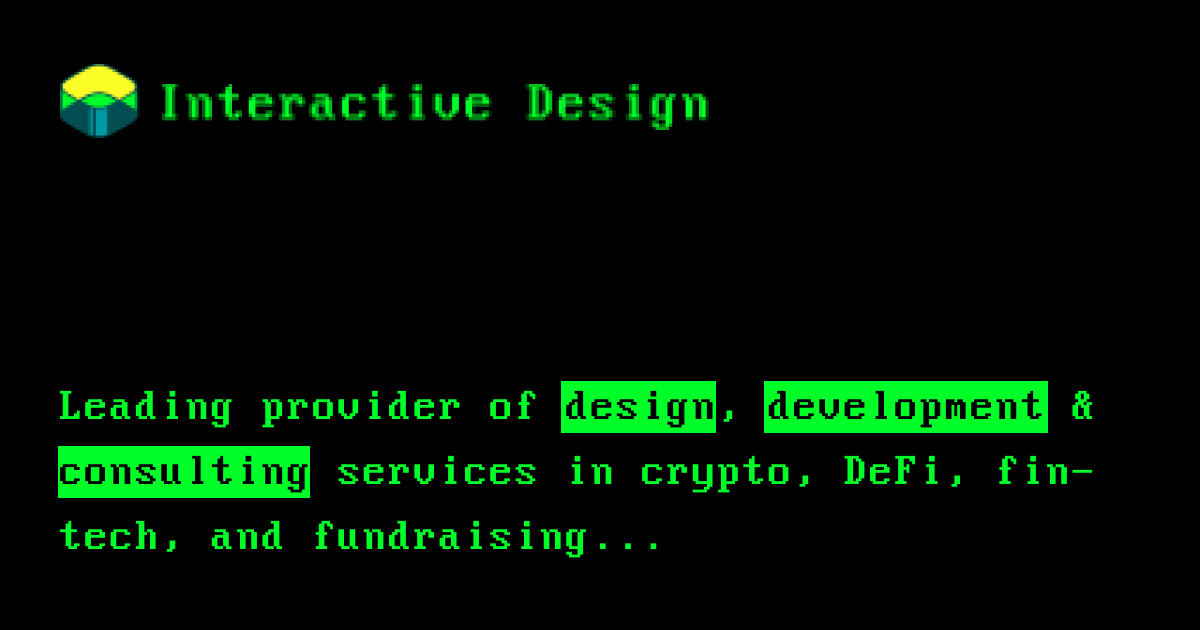 Interactive Design
Leading provider of design, development &
consulting services in crypto, DeFi, fin-
tech, and fundraising...